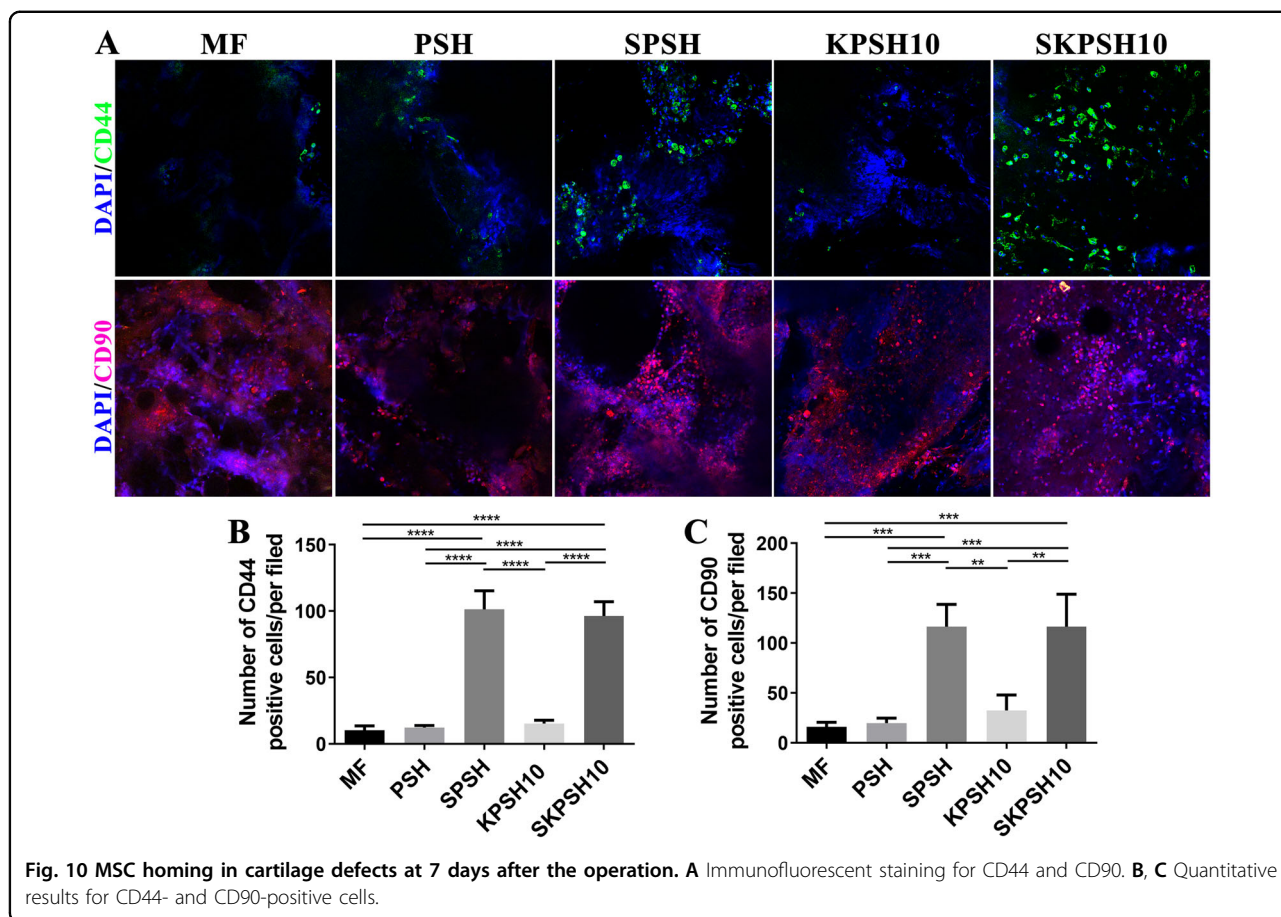 A MF PSH SPSH KPSH10 SKPSH10
DAPI/CD44
DAPI/CD90
B
****
****
****
**** **** ****
Number of CD44
positive cells/per filed
150
100
50
0
MF PSH SPSH KPSH10 SKPSH10
C
***
***
***
*** ** **
Number of CD90
positive cells/per filed
200
150
100
50
0
MF PSH SPSH KPSH10 SKPSH10
Fig. 10 MSC homing in cartilage defects at 7 days after the operation. A Immunofluorescent staining for CD44 and CD90. B, C Quantitative
results for CD44- and CD90-positive cells.